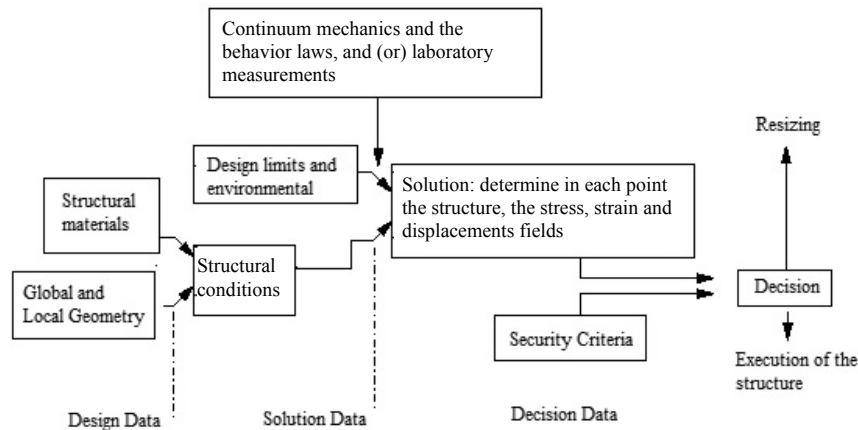 Continuum mechanics and the
behavior laws, and (or) laboratory
measurements
Resizing
Design limits and
environmental
Solution: determine in each point
the structure, the stress, strain and
displacements fields
Structural
materials
Structural
conditions
Global and
Local Geometry
Decision
Security Criteria
Execution of the
structure
Design Data
Solution Data
Decision Data